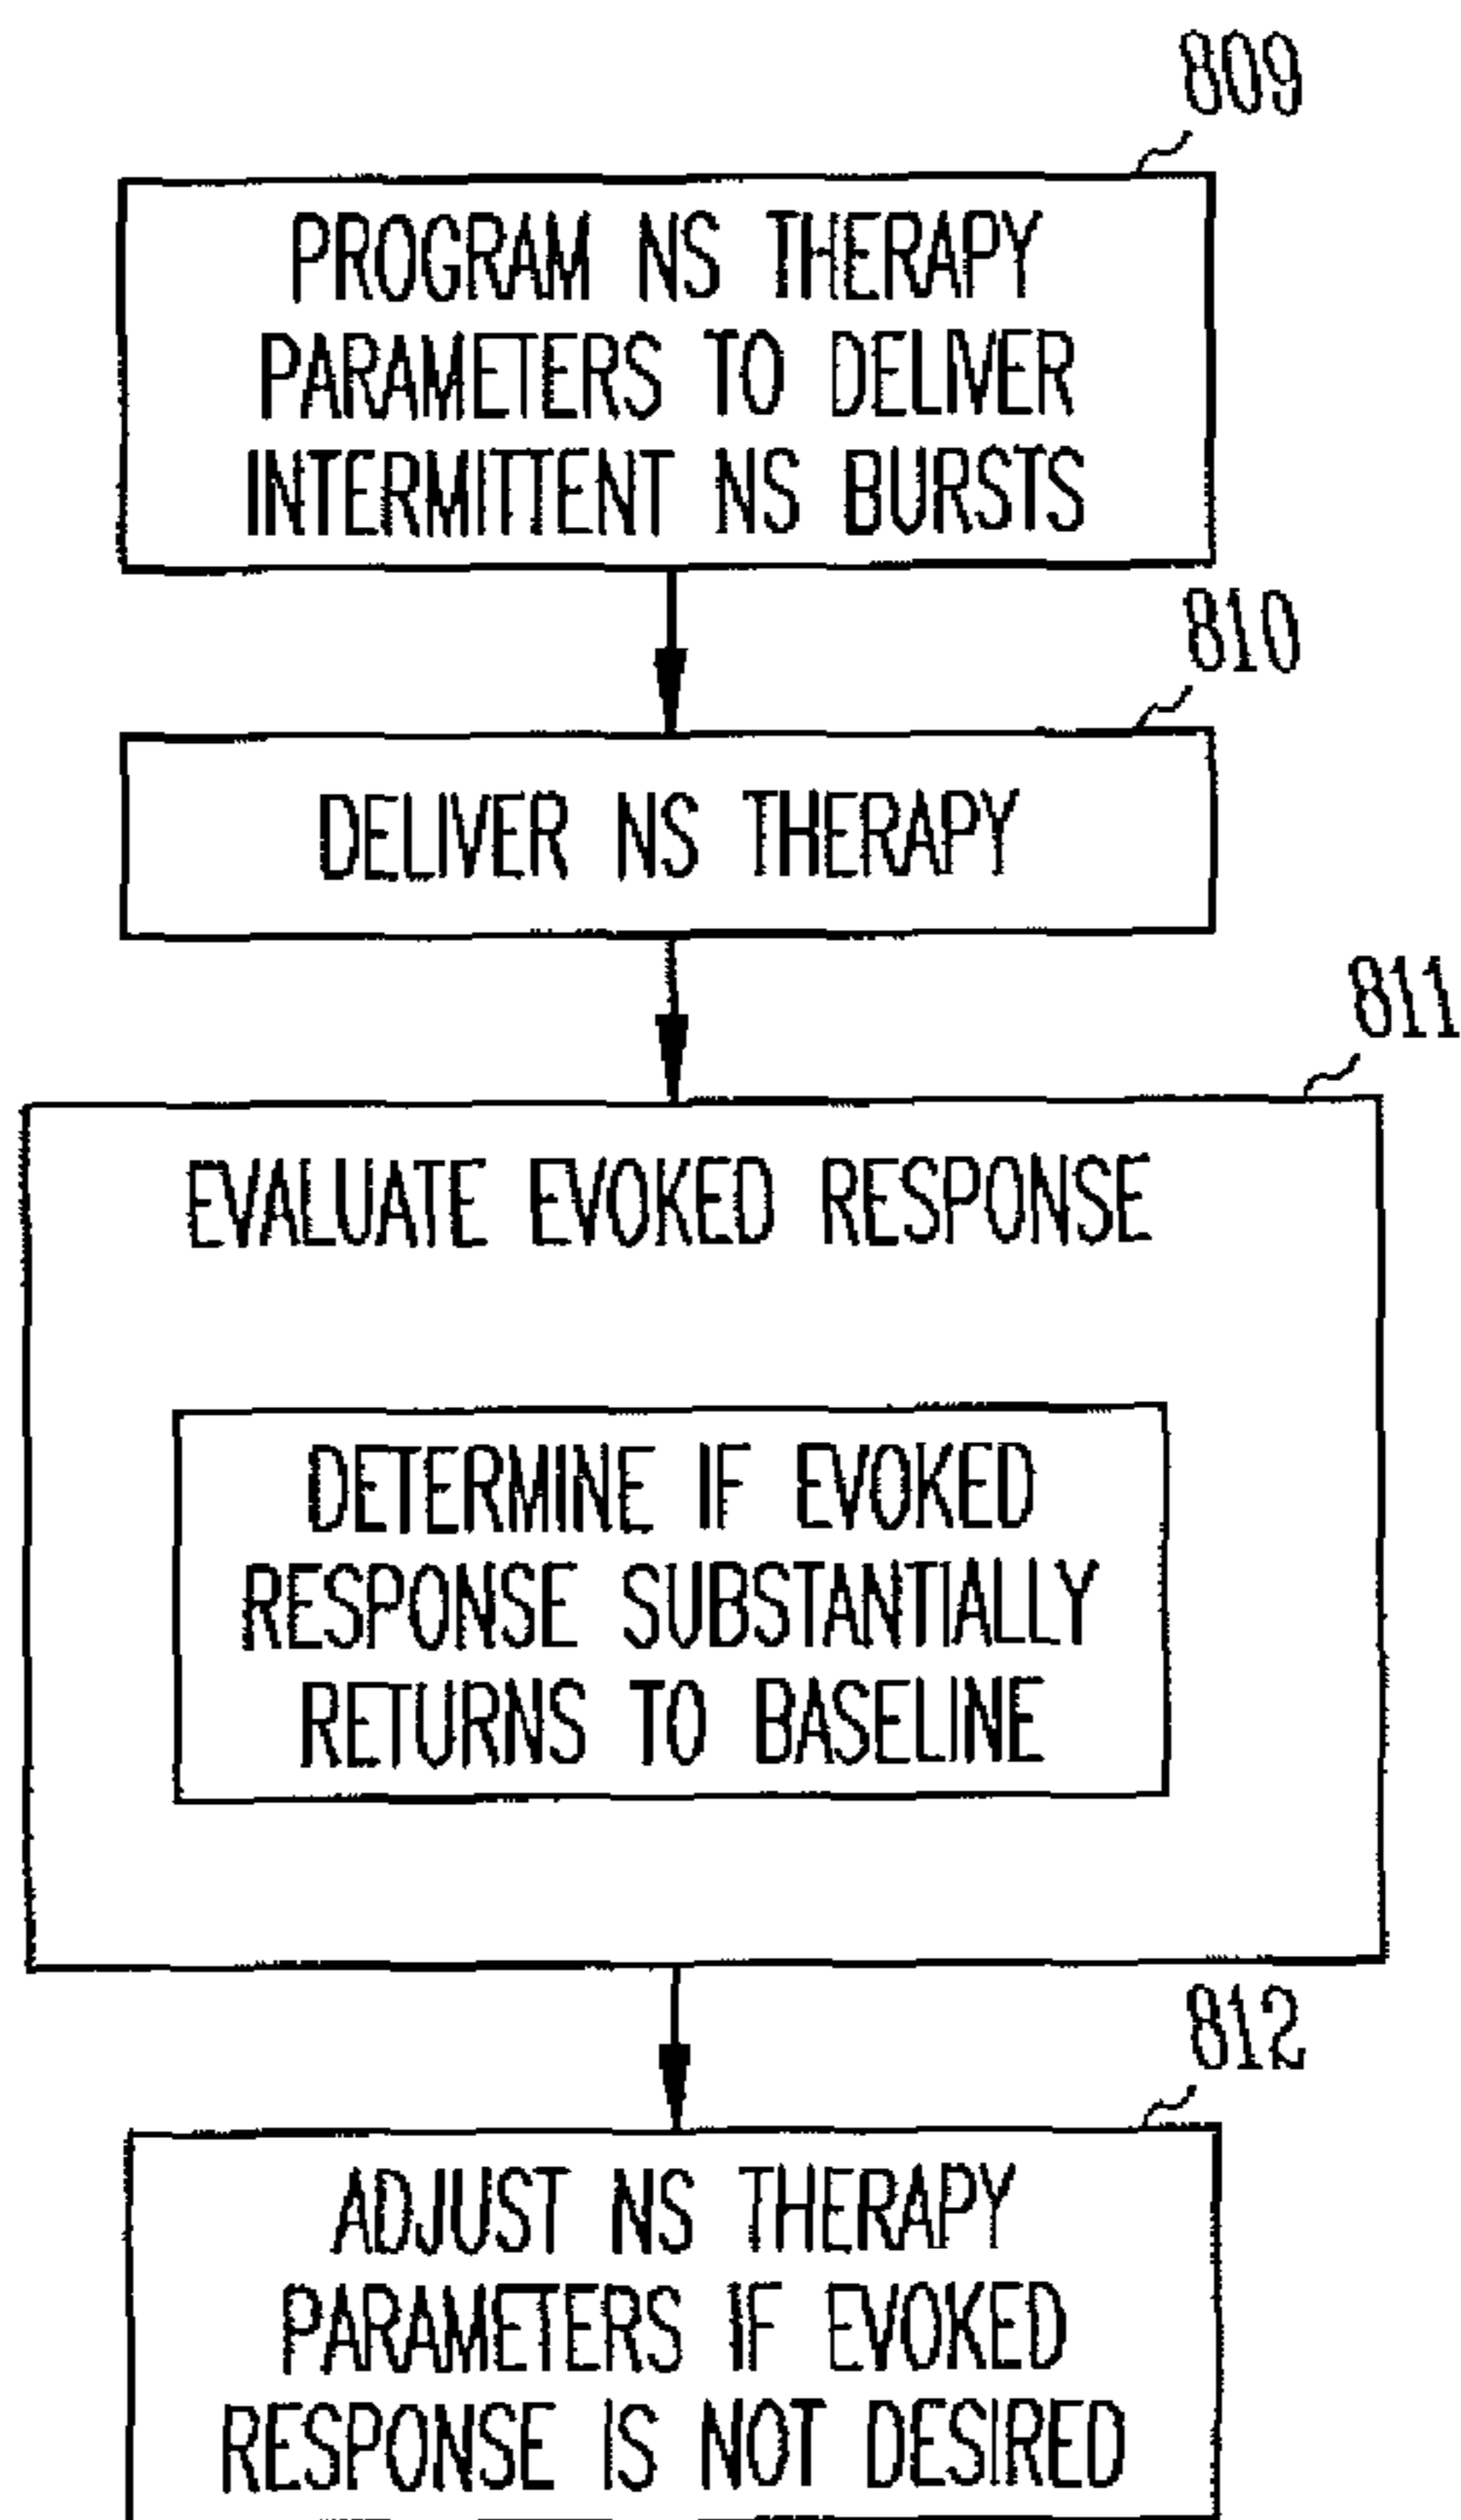 809
PROGRAM NS THERAPY
PARAMETERS TO DELIVER
INTERMITTENT NS BURSTS
810
DELIVER NS THERAPY
811
EVALUATE EVOKED RESPONSE
DETERMINE IF EVOKED
RESPONSE SUBSTANTIALLY
RETURNS TO BASELINE
812
ADJUST NS THERAPY
PARAMETERS IF EVOKED
RESPONSE IS NOT DESIRED